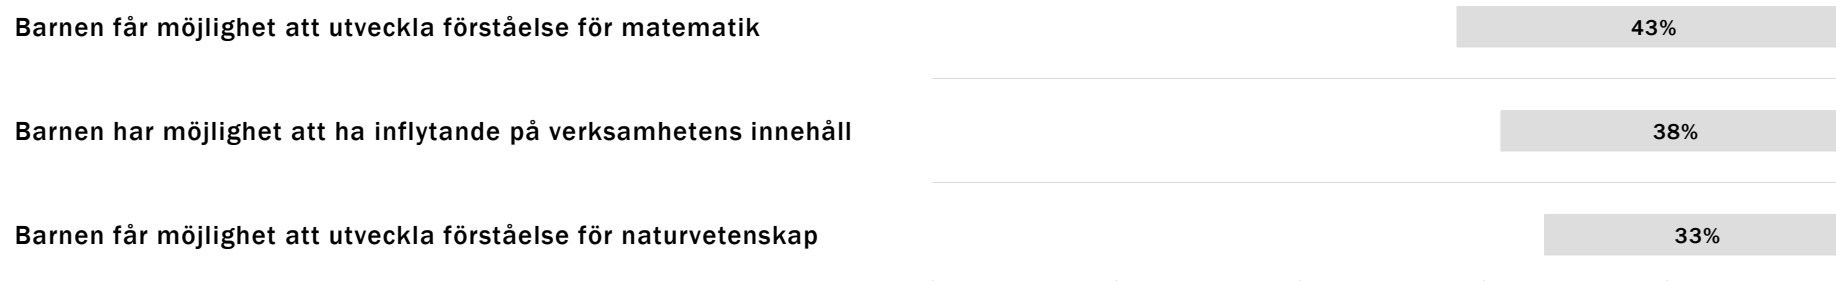 Barnen får möjlighet att utveckla förståelse för matematik 43%
Barnen har möjlighet att ha inflytande på verksamhetens innehåll 38%
Barnen får möjlighet att utveckla förståelse för naturvetenskap 33%